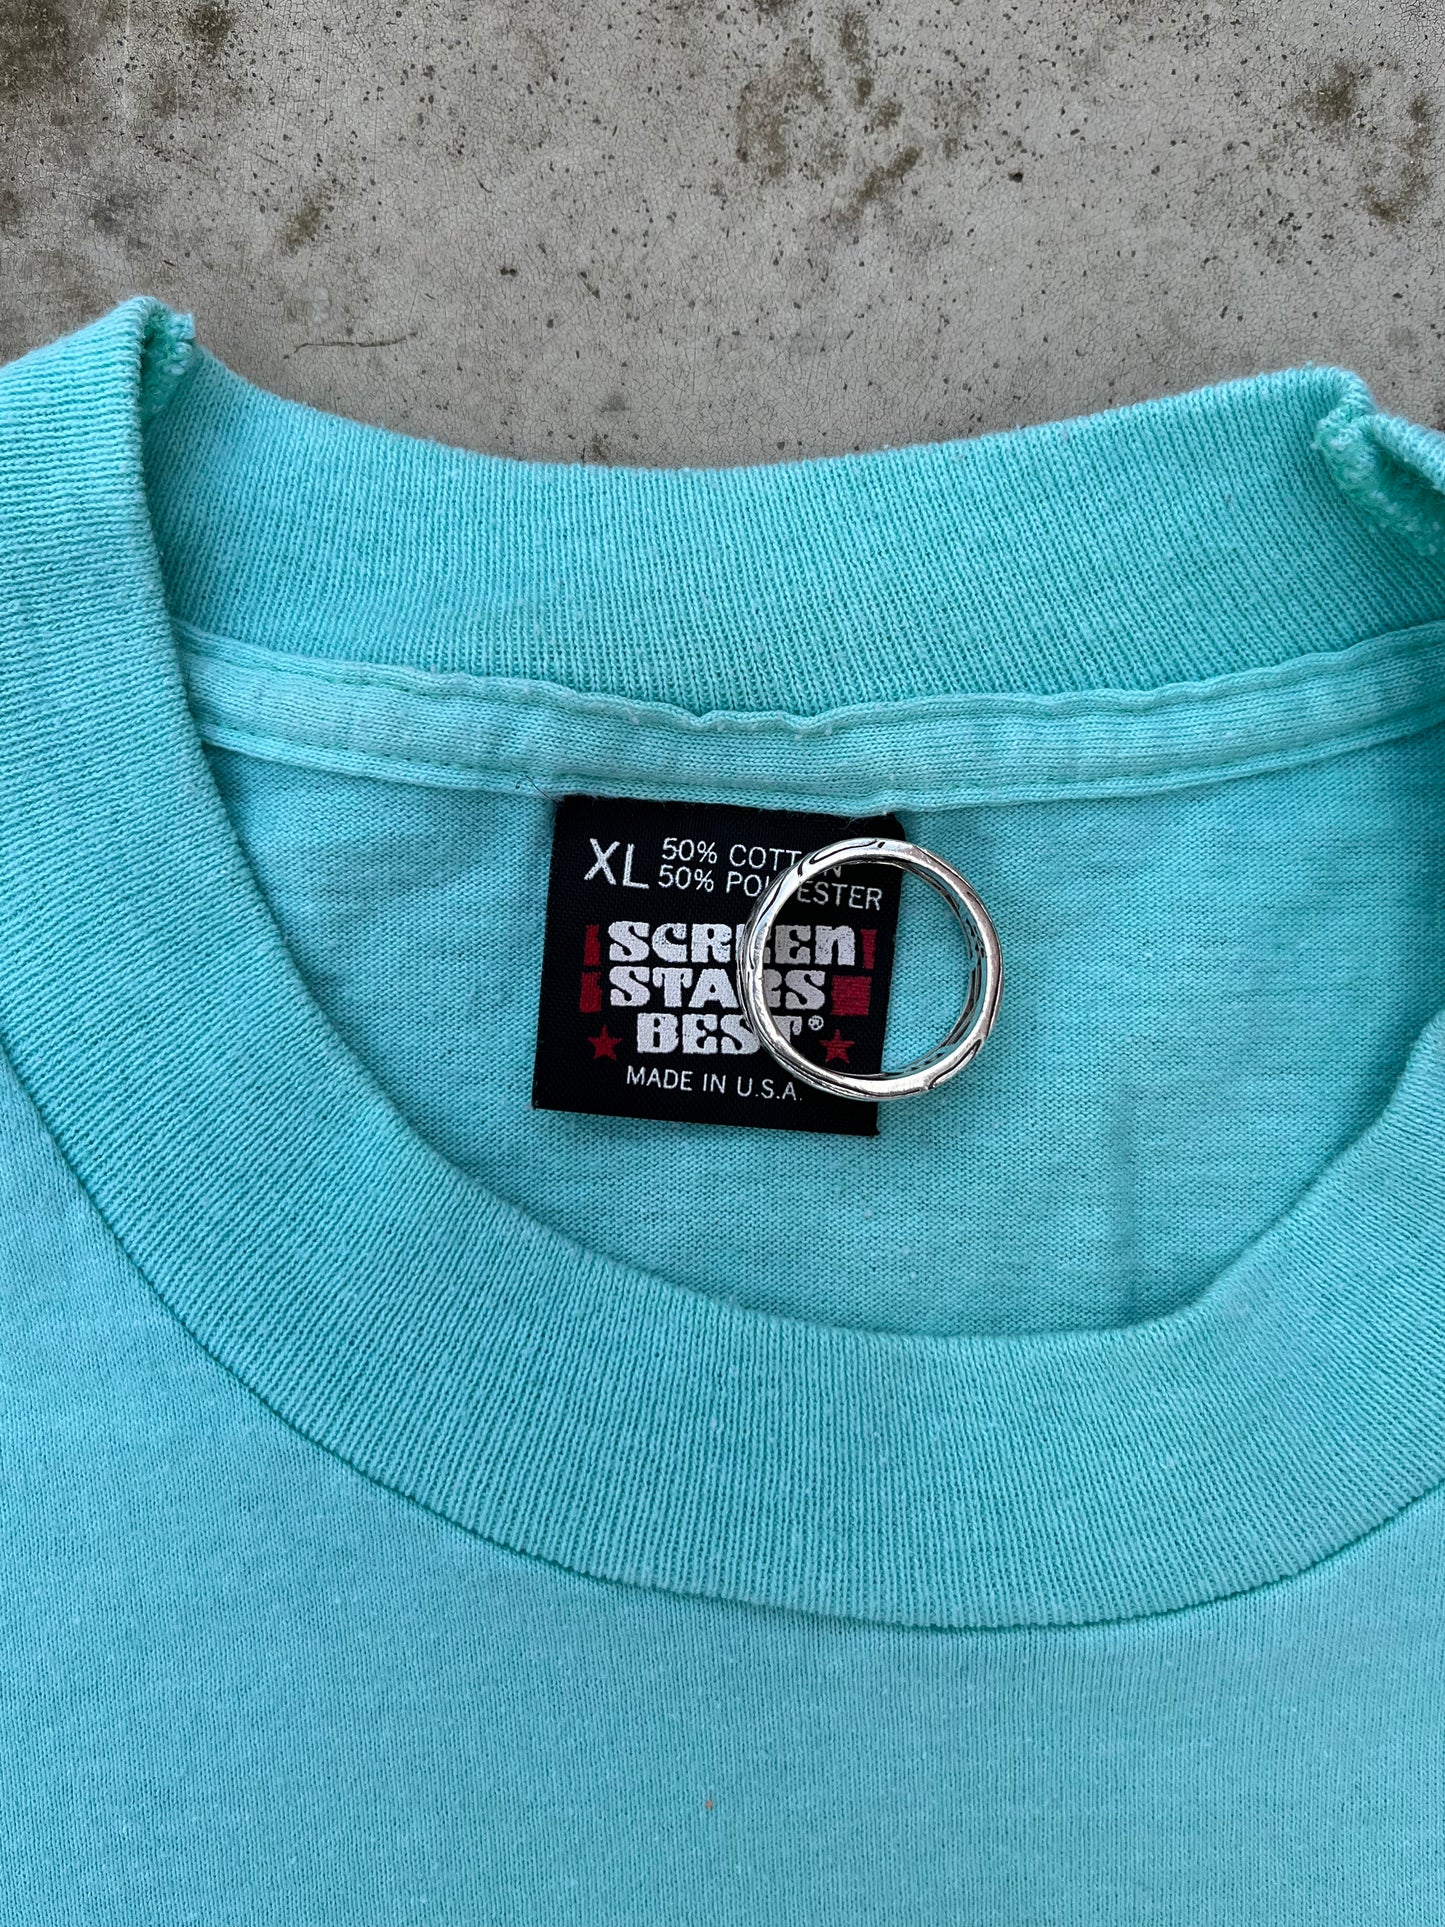 XL 50% COTTON
50% POLYESTER
SCREEN
STARS
BEST®
MADE IN U.S.A.